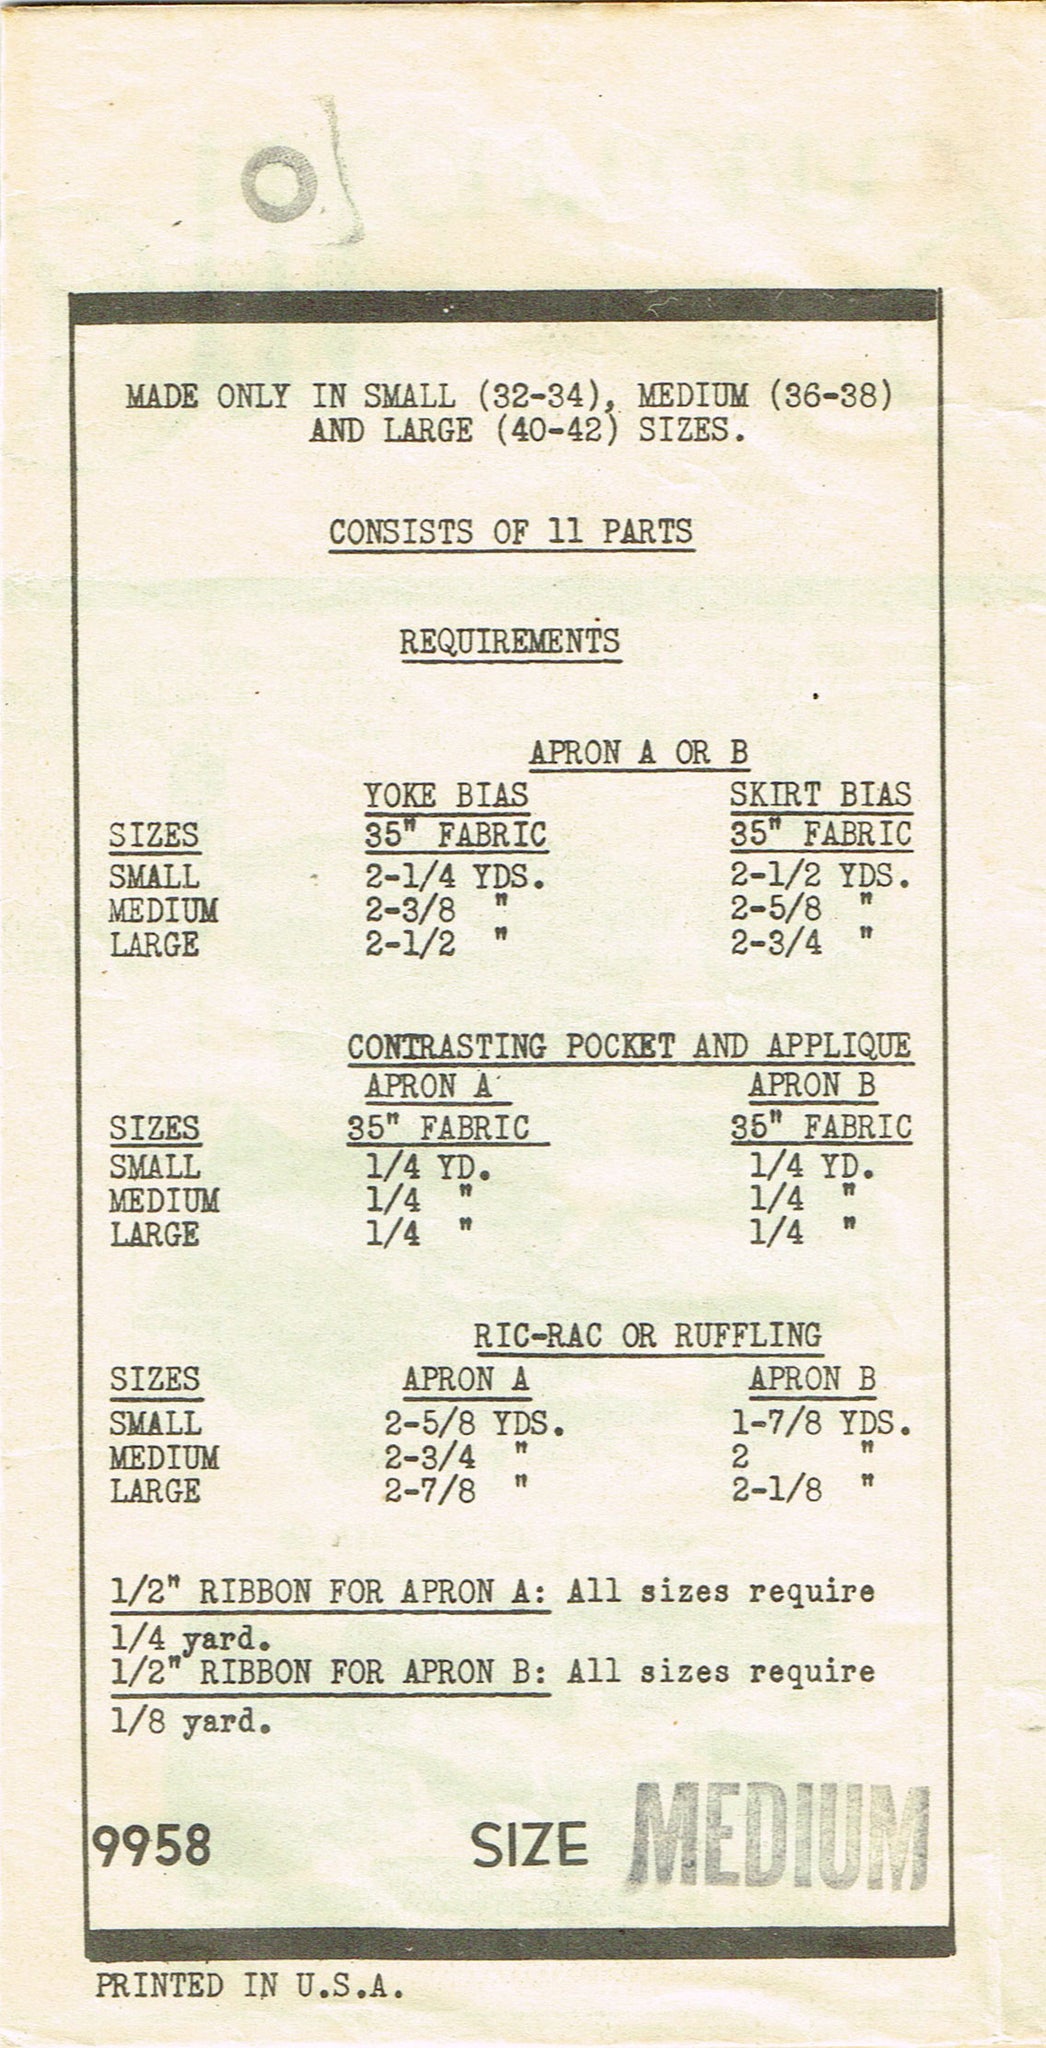 MADE ONLY IN SMALL (32-34), MEDIUM (36-38)
AND LARGE (40-42) SIZES.
CONSISTS OF 11 PARTS
REQUIREMENTS
APRON A OR B
YOKE BIAS SKIRT BIAS
SIZES 35" FABRIC 35" FABRIC
SMALL 2-1/4 YDS. 2-1/2 YDS.
MEDIUM 2-3/8 " 2-5/8 "
LARGE 2-1/2 " 2-3/4 "
CONTRASTING POCKET AND APPLIQUE
APRON A APRON B
SIZES 35" FABRIC 35" FABRIC
SMALL 1/4 YD. 1/4 YD.
MEDIUM 1/4 " 1/4 "
LARGE 1/4 " 1/4 "
RIC-RAC OR RUFFLING
SIZES APRON A APRON B
SMALL 2-5/8 YDS. 1-7/8 YDS.
MEDIUM 2-3/4 " 2 "
LARGE 2-7/8 " 2-1/8 "
1/2" RIBBON FOR APRON A: All sizes require
1/4 yard.
1/2" RIBBON FOR APRON B: All sizes require
1/8 yard.
9958 SIZE MEDIUM
PRINTED IN U.S.A.